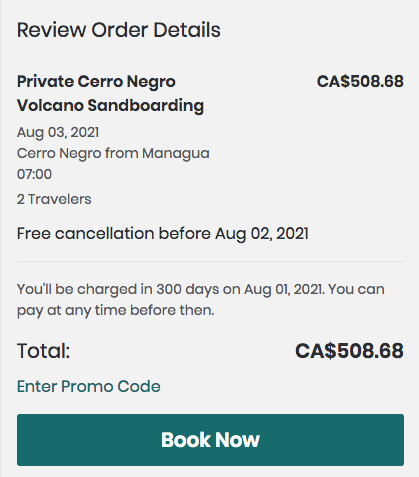 Review Order Details
Private Cerro Negro CA$508.68
Volcano Sandboarding
Aug 03, 2021
Cerro Negro from Managua
07:00
2 Travelers
Free cancellation before Aug 02, 2021
You'll be charged in 300 days on Aug 01, 2021. You can
pay at any time before then.
Total: CA$508.68
Enter Promo Code
Book Now